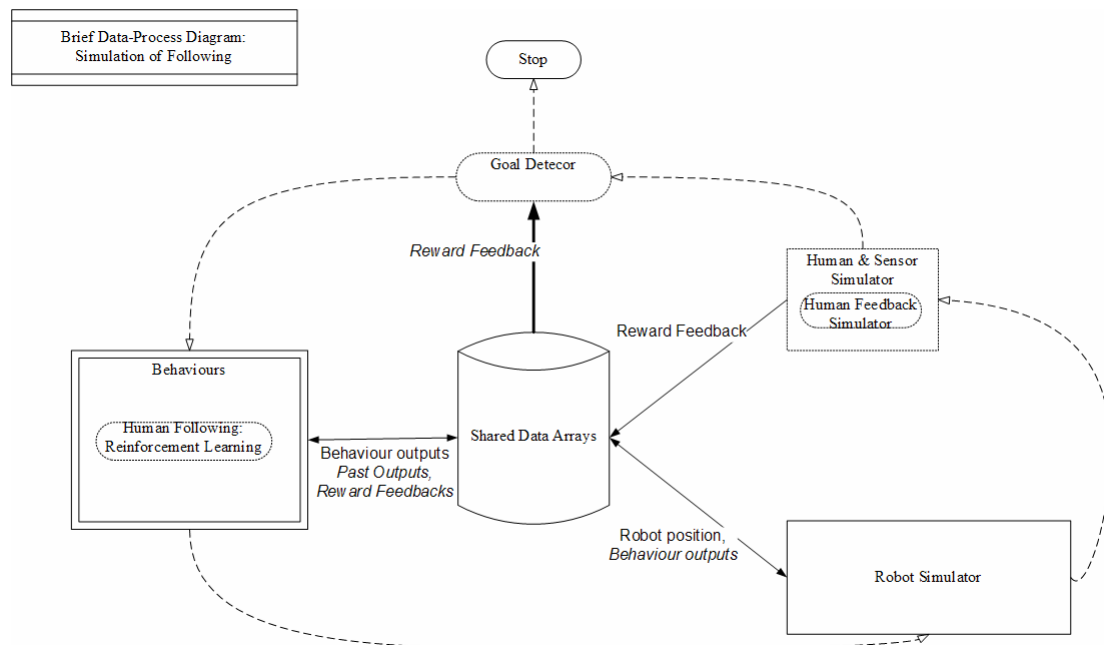 Brief Data-Process Diagram:
Simulation of Following
Stop
Goal Detecor
Reward Feedback
Human & Sensor
Simulator
Human Feedback
Simulator
Reward Feedback
Behaviours
Human Following:
Reinforcement Learning
Shared Data Arrays
Behaviour outputs
Past Outputs,
Reward Feedbacks
Robot position,
Behaviour outputs
Robot Simulator